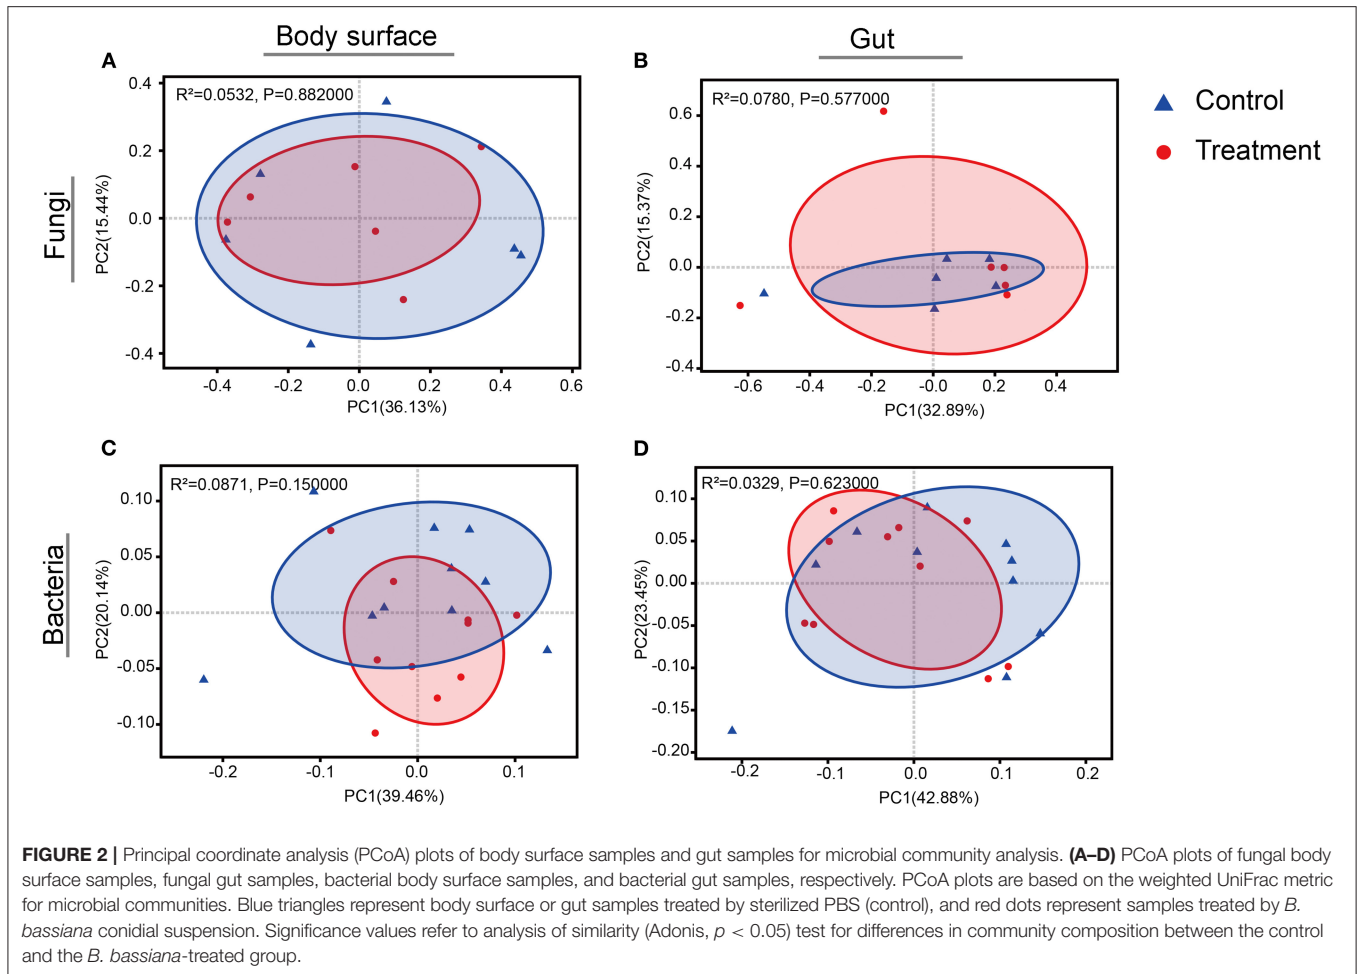 Body surface
Gut
A
R²=0.0532, P=0.882000
0.4
0.2
0.0
-0.2
-0.4
-0.4
-0.2
0.0
0.2
0.4
0.6
PC2(15.44%)
PC1(36.13%)
Fungi
B
R²=0.0780, P=0.577000
0.6
0.4
0.2
0.0
-0.2
-0.4
-0.6
-0.4
-0.0
0.2
0.4
PC2(15.37%)
PC1(32.89%)
Control
Treatment
C
R²=0.0871, P=0.150000
0.10
0.05
0.00
-0.05
-0.10
-0.2
-0.1
0.0
0.1
PC2(20.14%)
PC1(39.46%)
Bacteria
D
R²=0.0329, P=0.623000
0.10
0.05
0.00
-0.05
-0.10
-0.15
-0.20
-0.2
-0.1
0.0
0.1
0.2
PC2(23.45%)
PC1(42.88%)
FIGURE 2 | Principal coordinate analysis (PCoA) plots of body surface samples and gut samples for microbial community analysis. (A–D) PCoA plots of fungal body
surface samples, fungal gut samples, bacterial body surface samples, and bacterial gut samples, respectively. PCoA plots are based on the weighted UniFrac metric
for microbial communities. Blue triangles represent body surface or gut samples treated by sterilized PBS (control), and red dots represent samples treated by B.
bassiana conidial suspension. Significance values refer to analysis of similarity (Adonis, p < 0.05) test for differences in community composition between the control
and the B. bassiana-treated group.